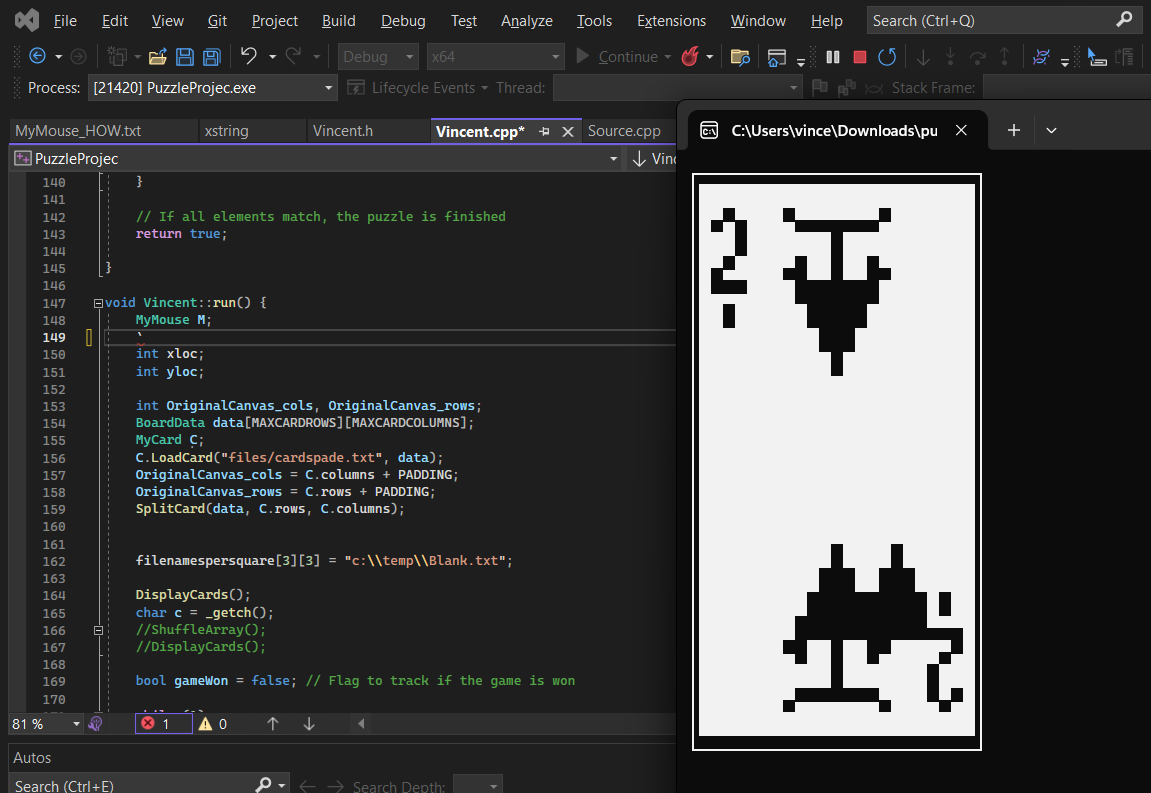 File Edit View Git Project Build Debug Test Analyze Tools Extensions Window Help Search (Ctrl+Q)
Debug x64 Continue
Process: [21420] PuzzleProjec.exe Lifecycle Events Thread: Stack Frame:
MyMouse_HOW.txt xstring Vincent.h Vincent.cpp* Source.cpp
PuzzleProjec Vinc
140 }
141
142 // If all elements match, the puzzle is finished
143 return true;
144
145 }
146
147 void Vincent::run() {
148 MyMouse M;
149 `
150 int xloc;
151 int yloc;
152
153 int OriginalCanvas_cols, OriginalCanvas_rows;
154 BoardData data[MAXCARDROWS][MAXCARDCOLUMNS];
155 MyCard C;
156 C.LoadCard("files/cardspade.txt", data);
157 OriginalCanvas_cols = C.columns + PADDING;
158 OriginalCanvas_rows = C.rows + PADDING;
159 SplitCard(data, C.rows, C.columns);
160
161
162 filenamespersquare[3][3] = "c:\\temp\\Blank.txt";
163
164 DisplayCards();
165 char c = _getch();
166 //ShuffleArray();
167 //DisplayCards();
168
169 bool gameWon = false; // Flag to track if the game is won
170
81 % 1 0
Autos
Search (Ctrl+E) Search Depth:
C:\Users\vince\Downloads\pu